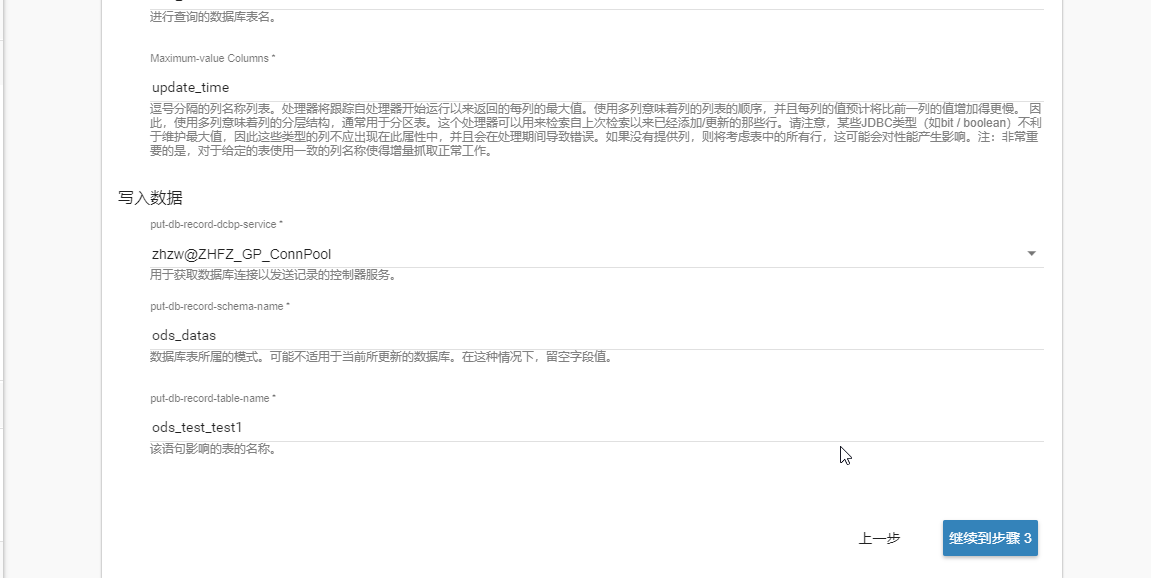 进行查询的数据库表名。
Maximum-value Columns *
update_time
逗号分隔的列名称列表。处理器将跟踪自处理器开始运行以来返回的每列的最大值。使用多列意味着列的列表的顺序，并且每列的值预计将比前一列的值增加得更慢。 因
此，使用多列意味着列的分层结构，通常用于分区表。这个处理器可以用来检索自上次检索以来已经添加/更新的那些行。请注意，某些JDBC类型（如bit / boolean）不利
于维护最大值，因此这些类型的列不应出现在此属性中，并且会在处理期间导致错误。如果没有提供列，则将考虑表中的所有行，这可能会对性能产生影响。注：非常重
要的是，对于给定的表使用一致的列名称使得增量抓取正常工作。
写入数据
put-db-record-dcbp-service *
zhzw@ZHFZ_GP_ConnPool
用于获取数据库连接以发送记录的控制器服务。
put-db-record-schema-name *
ods_datas
数据库表所属的模式。可能不适用于当前所更新的数据库。在这种情况下，留空字段值。
put-db-record-table-name *
ods_test_test1
该语句影响的表的名称。
上一步
继续到步骤 3